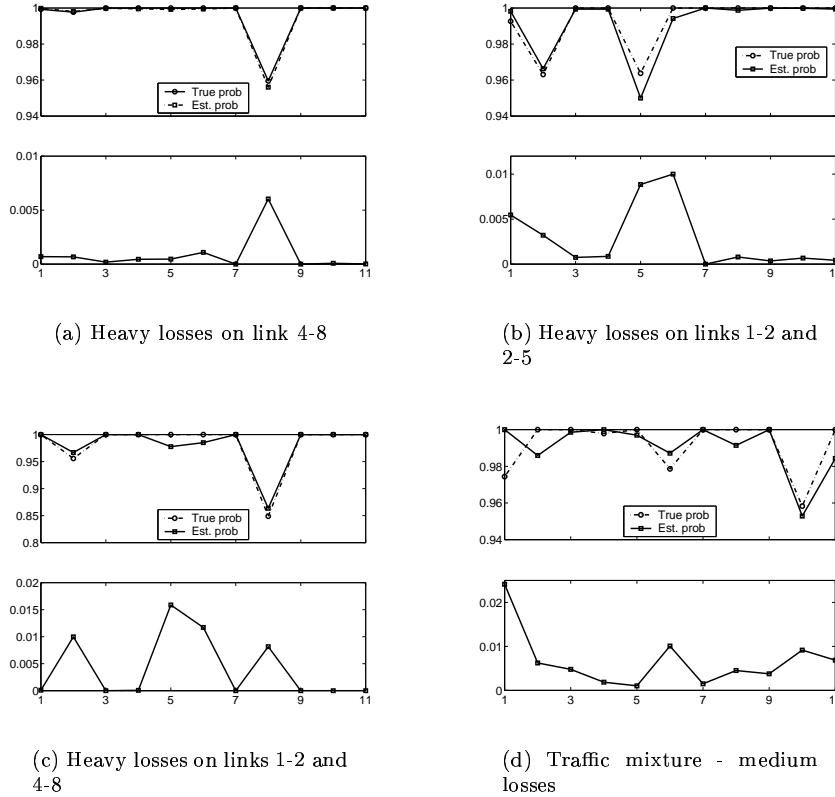 1
0.98
0.96
0.94
True prob
Est. prob
0.01
0.005
0
1 3 5 7 9 11
(a) Heavy losses on link 4-8
1
0.98
0.96
0.94
True prob
Est. prob
0.01
0.005
0
1 3 5 7 9 1
(b) Heavy losses on links 1-2 and
2-5
1
0.95
0.9
0.85
0.8
True prob
Est. prob
0.02
0.015
0.01
0.005
0
1 3 5 7 9 11
(c) Heavy losses on links 1-2 and
4-8
1
0.98
0.96
0.94
True prob
Est. prob
0.02
0.01
0
1 3 5 7 9 1
(d) Traffic mixture - medium
losses